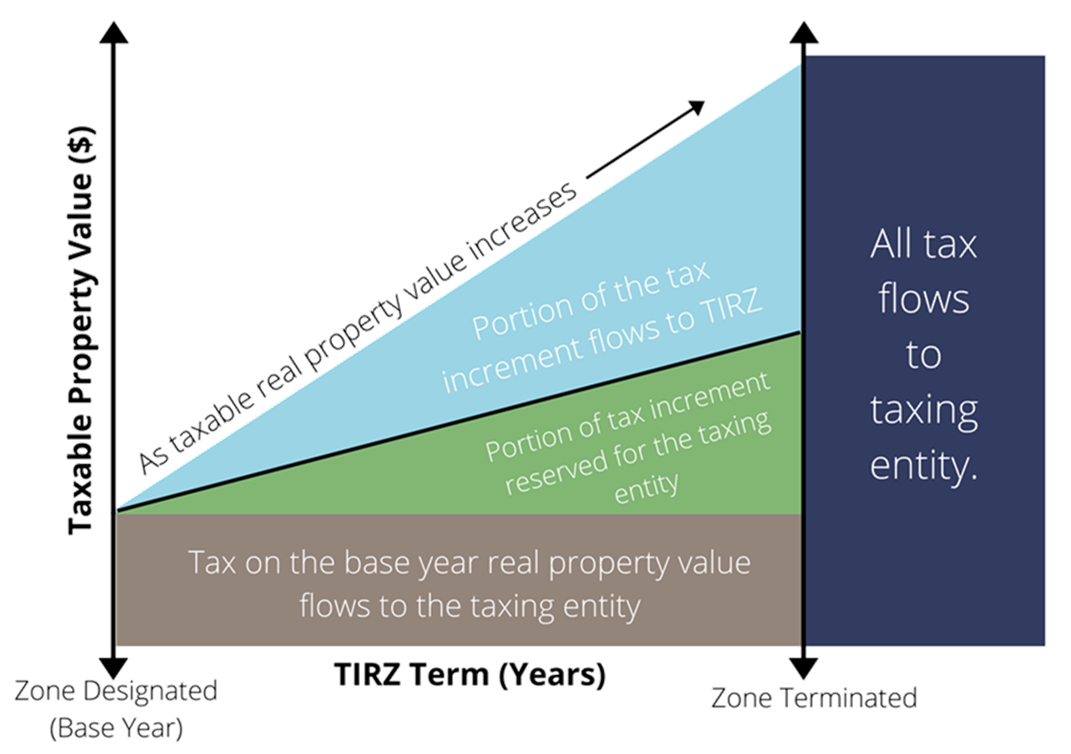 Taxable Property Value ($)
As taxable real property value increases
Portion of the tax
increment flows to TIRZ
Portion of tax increment
reserved for the taxing
entity
Tax on the base year real property value
flows to the taxing entity
All tax
flows
to
taxing
entity.
TIRZ Term (Years)
Zone Designated
(Base Year)
Zone Terminated